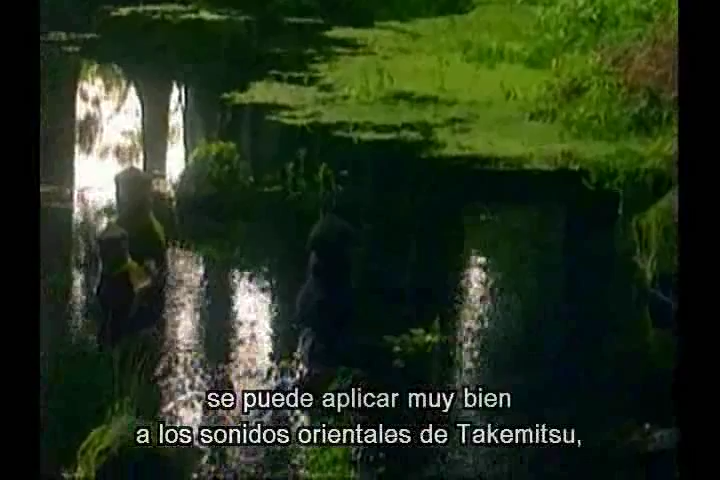 se puede aplicar muy bien
a los sonidos orientales de Takemitsu,